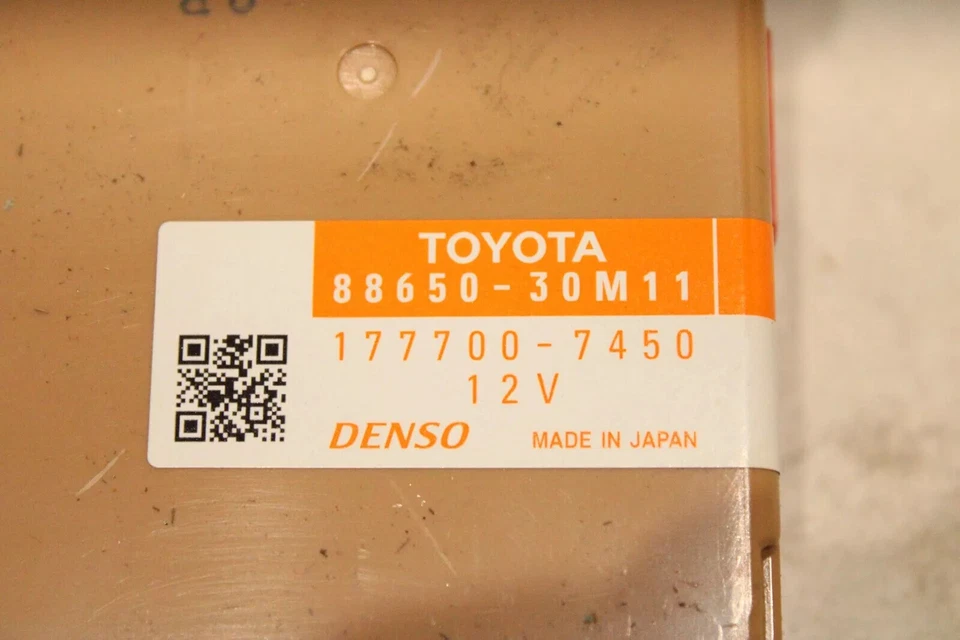 TOYOTA
88650-30M11
177700-7450
12V
DENSO MADE IN JAPAN